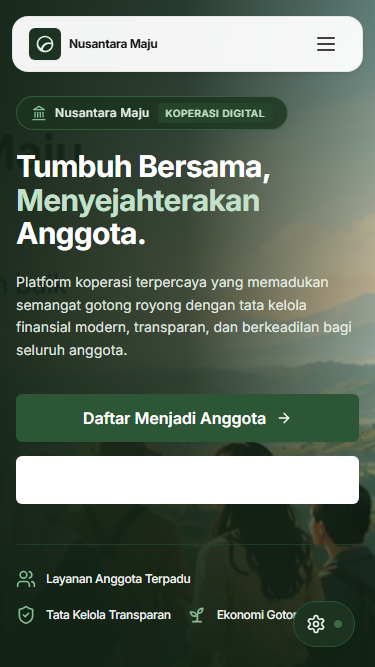 Nusantara Maju
Nusantara Maju KOPERASI DIGITAL
Tumbuh Bersama,
Menyejahterakan
Anggota.
Platform koperasi terpercaya yang memadukan
semangat gotong royong dengan tata kelola
finansial modern, transparan, dan berkeadilan bagi
seluruh anggota.
Daftar Menjadi Anggota
Layanan Anggota Terpadu
Tata Kelola Transparan Ekonomi